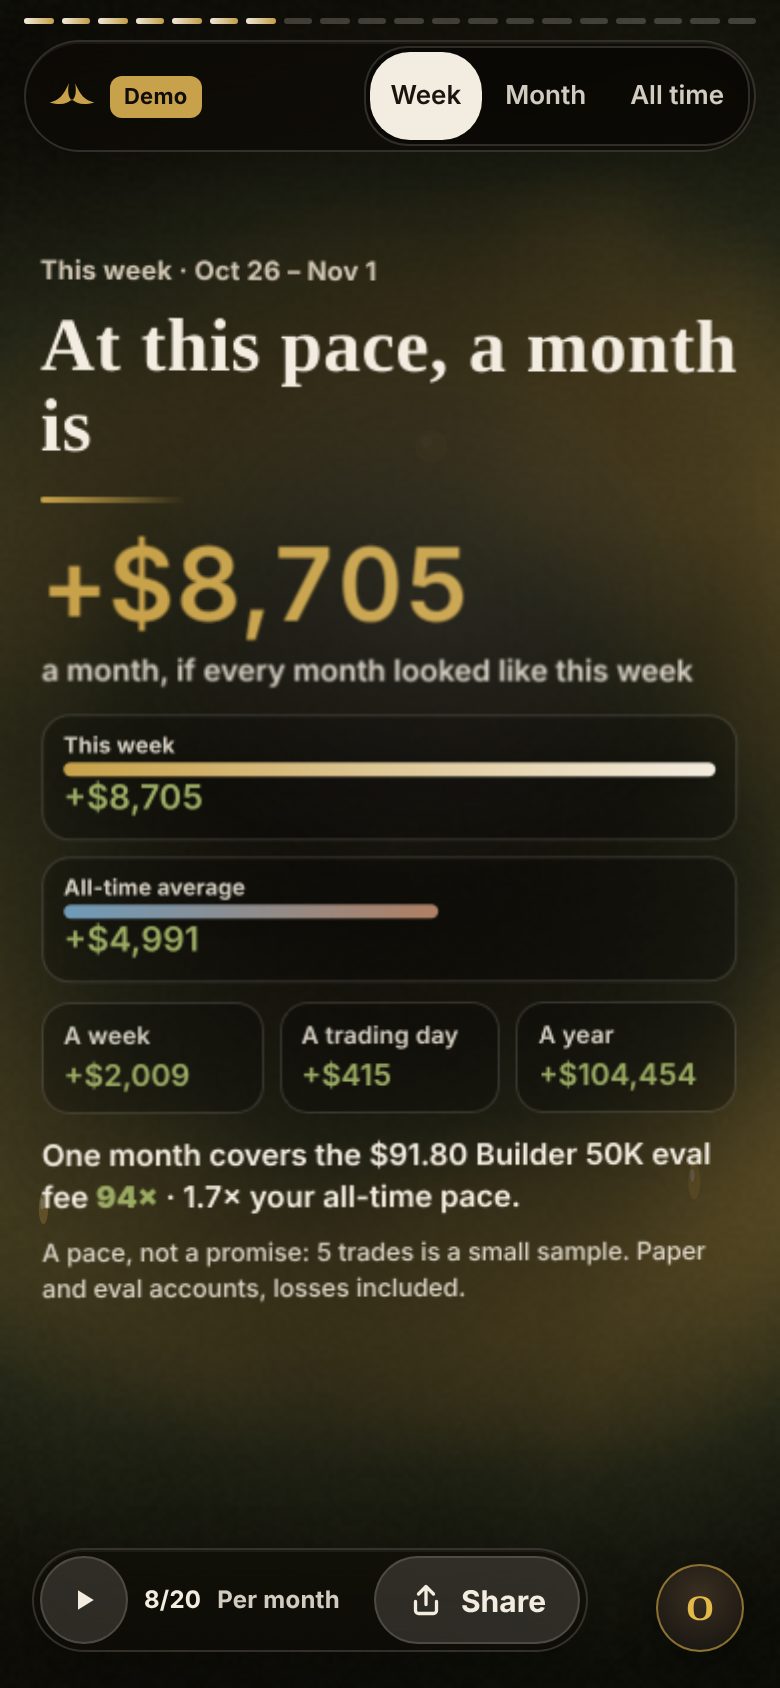 Demo
Week Month All time
This week · Oct 26 – Nov 1
At this pace, a month
is
+$8,705
a month, if every month looked like this week
This week
+$8,705
All-time average
+$4,991
A week
+$2,009
A trading day
+$415
A year
+$104,454
One month covers the $91.80 Builder 50K eval
fee 94× · 1.7× your all-time pace.
A pace, not a promise: 5 trades is a small sample. Paper
and eval accounts, losses included.
8/20 Per month
Share
O